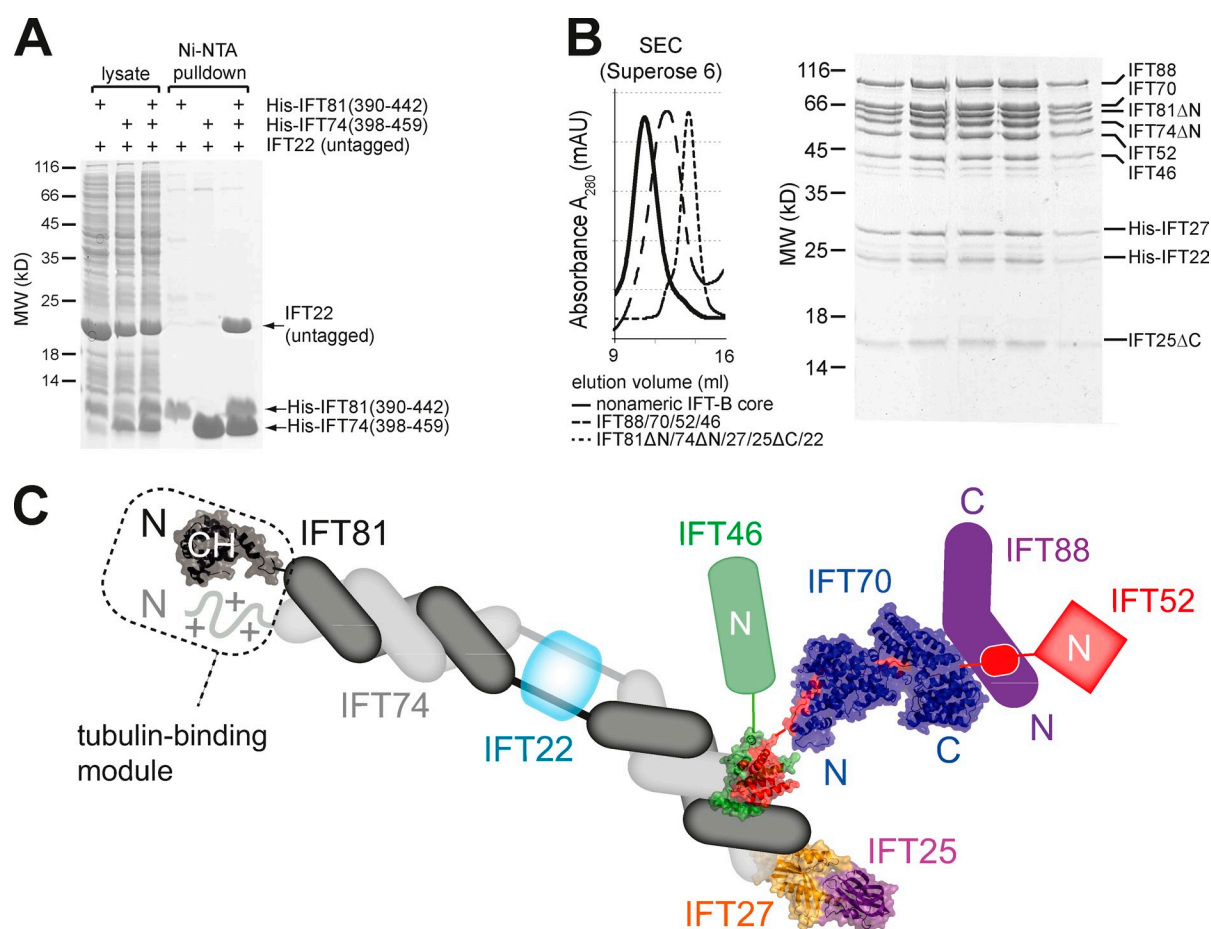 A
Ni-NTA
lysate pulldown
+ + + + His-IFT81(390-442)
+ + + + His-IFT74(398-459)
+ + + + + + IFT22 (untagged)
116
66
45
35
25
18
14
MW (kD)
IFT22
(untagged)
His-IFT81(390-442)
His-IFT74(398-459)
B
SEC
(Superose 6)
Absorbance A280 (mAU)
9 16
elution volume (ml)
nonameric IFT-B core
IFT88/70/52/46
IFT81ΔN/74ΔN/27/25ΔC/22
MW (kD)
116
66
45
35
25
18
14
IFT88
IFT70
IFT81ΔN
IFT74ΔN
IFT52
IFT46
His-IFT27
His-IFT22
IFT25ΔC
C
N
CH
IFT81
N
+ + +
IFT74
tubulin-binding
module
IFT22
IFT46
N
IFT70
N
C
C
IFT88
N
IFT52
N
IFT25
IFT27